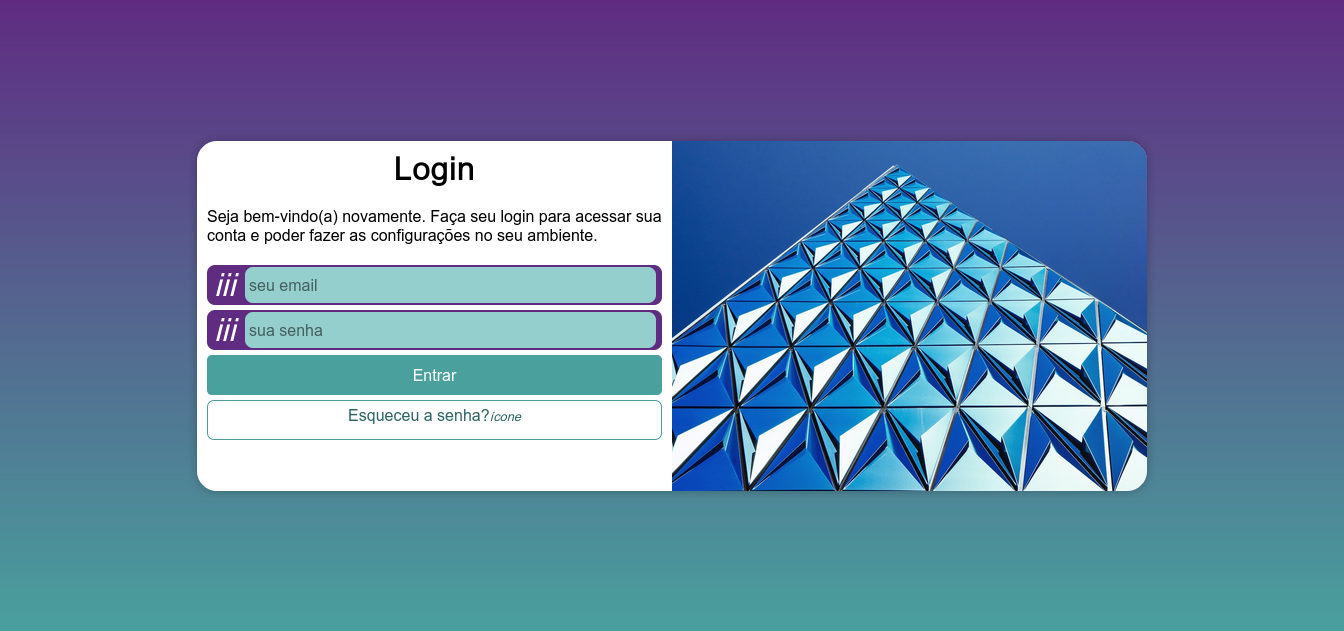 Login
Seja bem-vindo(a) novamente. Faça seu login para acessar sua
conta e poder fazer as configurações no seu ambiente.
iii seu email
iii sua senha
Entrar
Esqueceu a senha?ícone